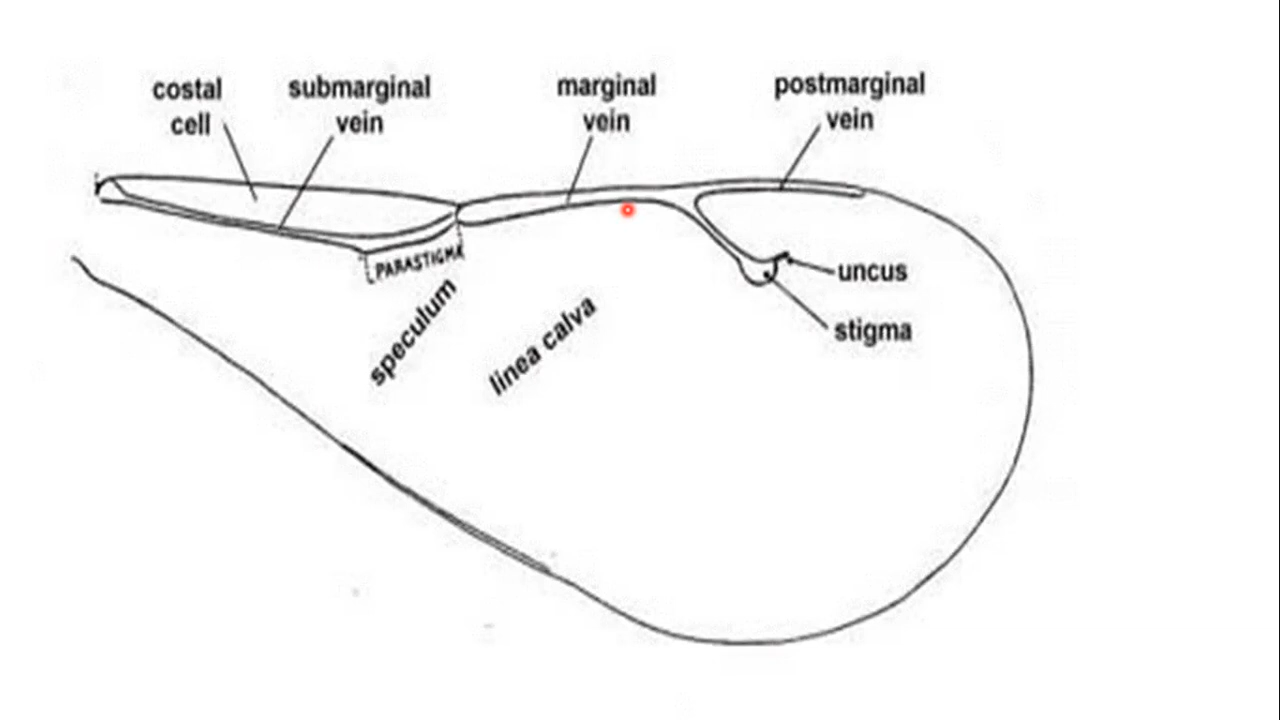 costal
cell
submarginal
vein
marginal
vein
postmarginal
vein
PARASTIGMA
speculum
linea calva
uncus
stigma